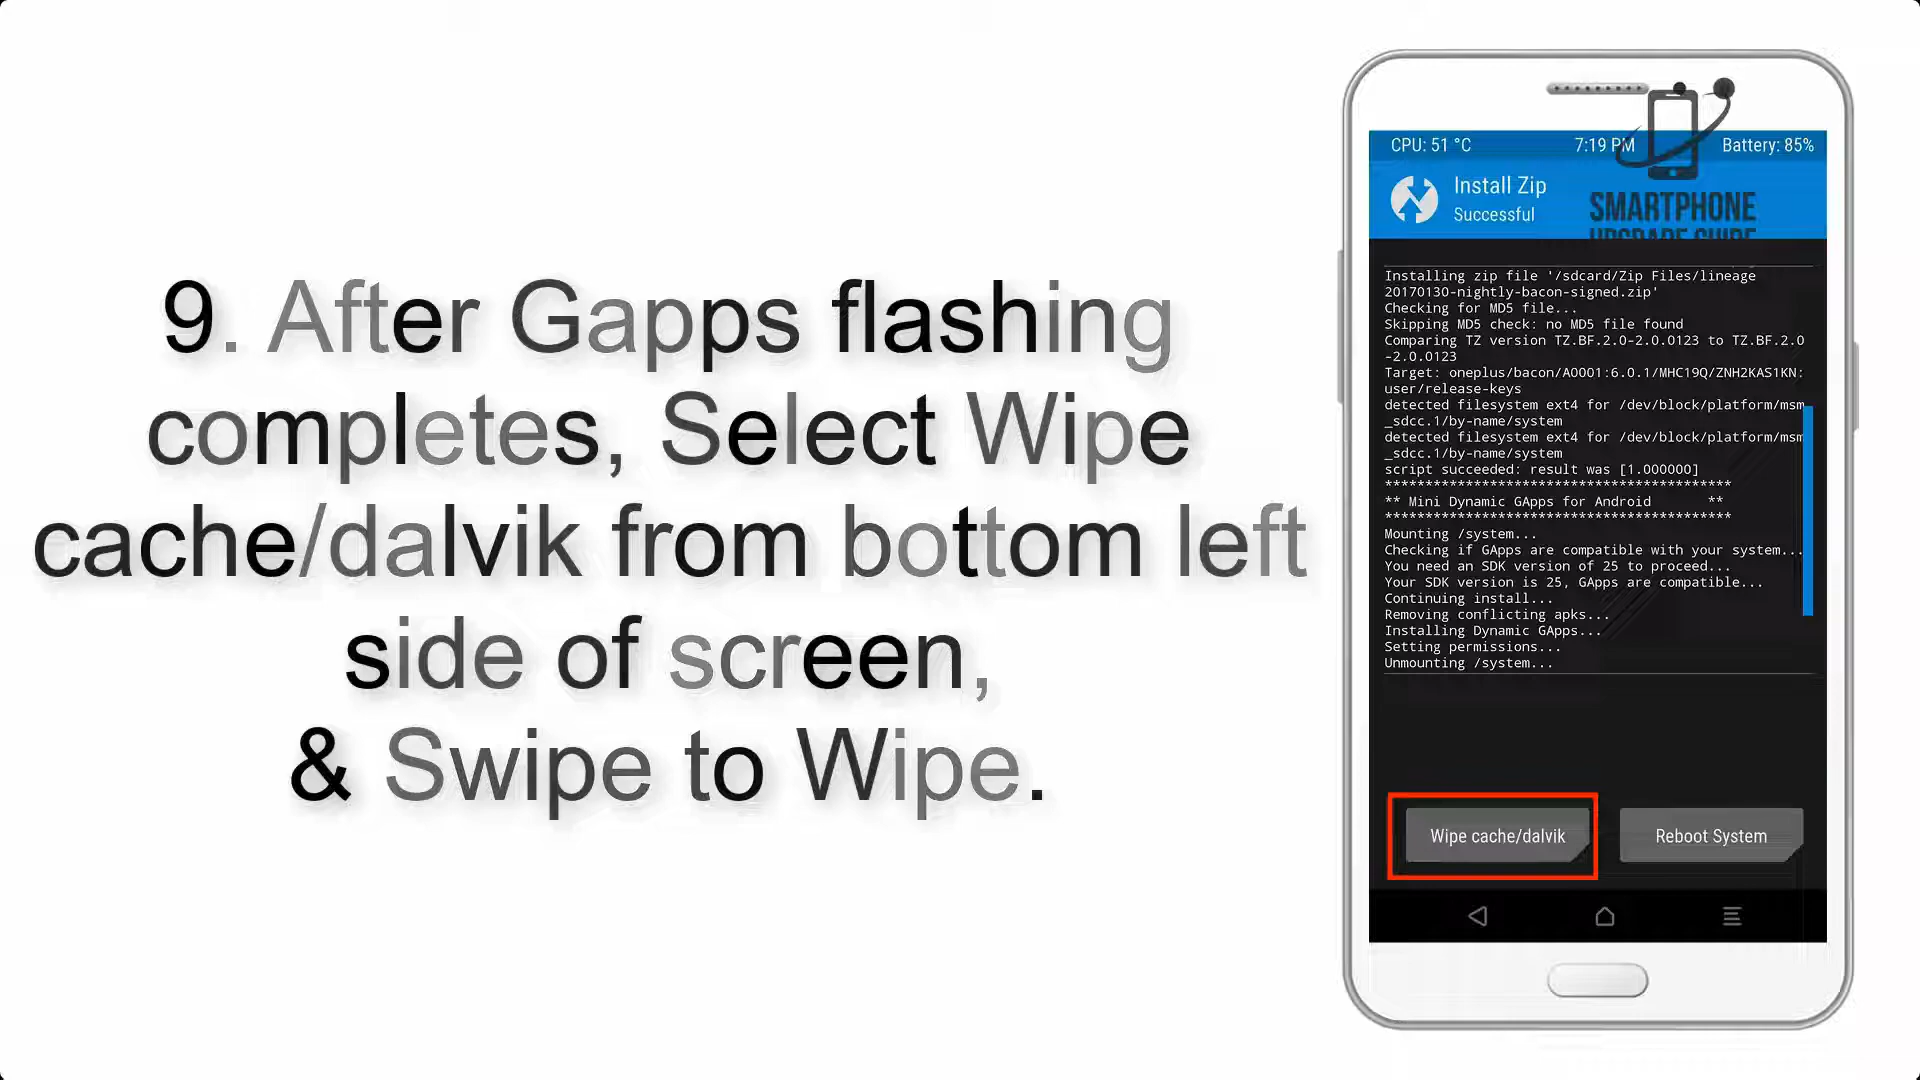 9. After Gapps flashing
completes, Select Wipe
cache/dalvik from bottom left
side of screen,
& Swipe to Wipe.
CPU: 51 °C 7:19 PM Battery: 85%
Install Zip
Successful
SMARTPHONE
UPGRADE GUIDE
Installing zip file '/sdcard/Zip Files/lineage
20170130-nightly-bacon-signed.zip'
Checking for MD5 file...
Skipping MD5 check: no MD5 file found
Comparing TZ version TZ.BF.2.0-2.0.0123 to TZ.BF.2.0
-2.0.0123
Target: oneplus/bacon/A0001:6.0.1/MHC19Q/ZNH2KAS1KN:
user/release-keys
detected filesystem ext4 for /dev/block/platform/msm
_sdcc.1/by-name/system
detected filesystem ext4 for /dev/block/platform/msm
_sdcc.1/by-name/system
script succeeded: result was [1.000000]
******************************************
** Mini Dynamic GApps for Android **
******************************************
Mounting /system...
Checking if GApps are compatible with your system...
You need an SDK version of 25 to proceed...
Your SDK version is 25, GApps are compatible...
Continuing install...
Removing conflicting apks...
Installing Dynamic GApps...
Setting permissions...
Unmounting /system...
Wipe cache/dalvik Reboot System